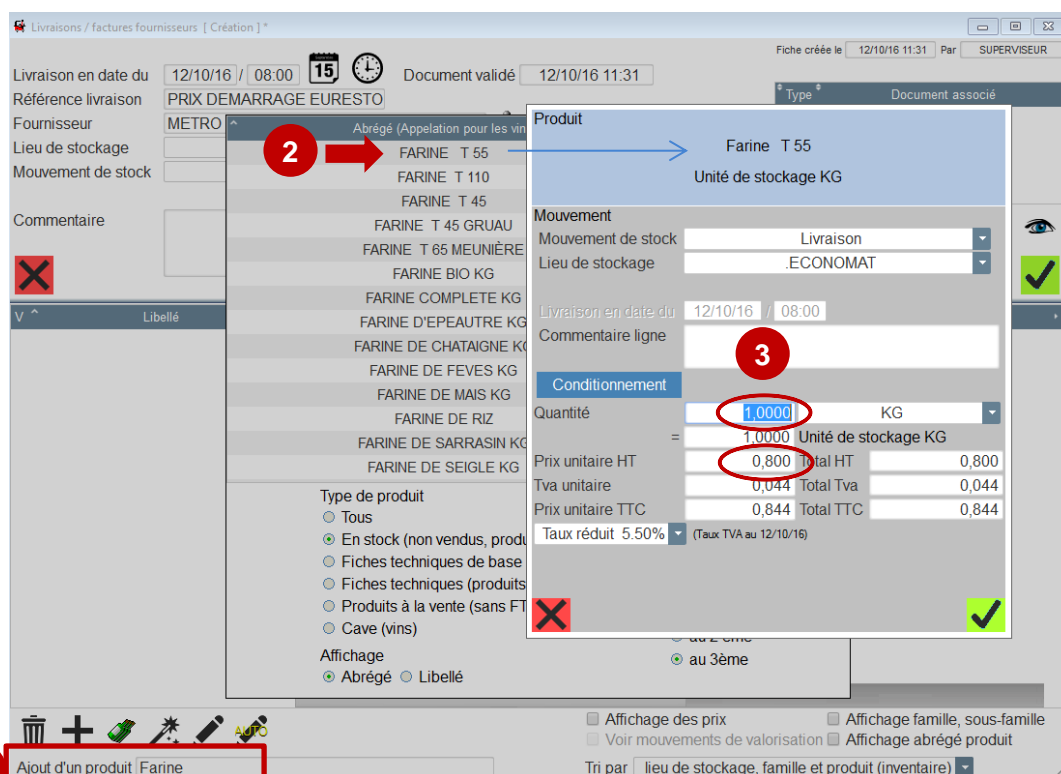 Livraisons / factures fournisseurs [ Création ] *
Fiche créée le 12/10/16 11:31 Par SUPERVISEUR
Livraison en date du 12/10/16 / 08:00 15 Document validé 12/10/16 11:31
Référence livraison PRIX DEMARRAGE EURESTO
Type Document associé
Fournisseur METRO
Lieu de stockage
Mouvement de stock
Commentaire
V Libellé
Abrégé (Appelation pour les vin
2
FARINE T 55
FARINE T 110
FARINE T 45
FARINE T 45 GRUAU
FARINE T 65 MEUNIÈRE
FARINE BIO KG
FARINE COMPLETE KG
FARINE D'EPEAUTRE KG
FARINE DE CHATAIGNE KG
FARINE DE FEVES KG
FARINE DE MAIS KG
FARINE DE RIZ
FARINE DE SARRASIN KG
FARINE DE SEIGLE KG
Type de produit
Tous
En stock (non vendus, produ
Fiches techniques de base
Fiches techniques (produits
Produits à la vente (sans FT
Cave (vins)
au 2 ème
au 3ème
Affichage
Abrégé Libellé
Produit
Farine T 55
Unité de stockage KG
Mouvement
Mouvement de stock Livraison
Lieu de stockage .ECONOMAT
Livraison en date du 12/10/16 / 08:00
Commentaire ligne
3
Conditionnement
Quantité 1,0000 KG
= 1,0000 Unité de stockage KG
Prix unitaire HT 0,800 Total HT 0,800
Tva unitaire 0,044 Total Tva 0,044
Prix unitaire TTC 0,844 Total TTC 0,844
Taux réduit 5.50% (Taux TVA au 12/10/16)
AUTO
Affichage des prix Affichage famille, sous-famille
Voir mouvements de valorisation Affichage abrégé produit
Ajout d'un produit Farine
Tri par lieu de stockage, famille et produit (inventaire)